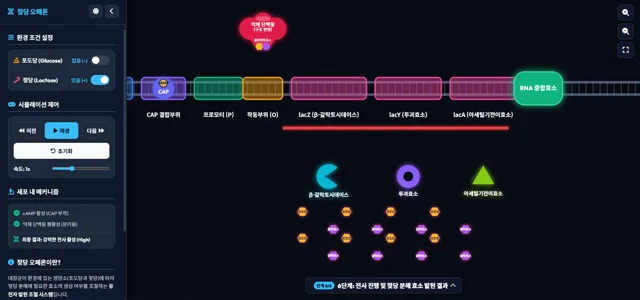 젖당 오페론
환경 조건 설정
포도당 (Glucose) 없음 (-)
젖당 (Lactose) 있음 (+)
시뮬레이션 제어
이전
재생
다음
초기화
속도: 1x
세포 내 메커니즘
cAMP 활성 (CAP 부착)
억제 단백질 불활성 (분리됨)
최종 결과: 강력한 전사 활성 (High)
젖당 오페론이란?
대장균이 환경에 있는 영양소(포도당과 젖당)에 따라
젖당 분해에 필요한 효소의 생성 여부를 조절하는 유
전자 발현 조절 시스템입니다.
억제 단백질
CAP
RNA 중합효소
CAP 결합부위
프로모터 (P)
작동부위 (O)
lacZ (β-갈락토시데이스)
lacY (투과효소)
lacA (아세틸기전이효소)
β-갈락토시데이스
투과효소
아세틸기전이효소
6단계: 전사 진행 및 젖당 분해 효소 발현 결과